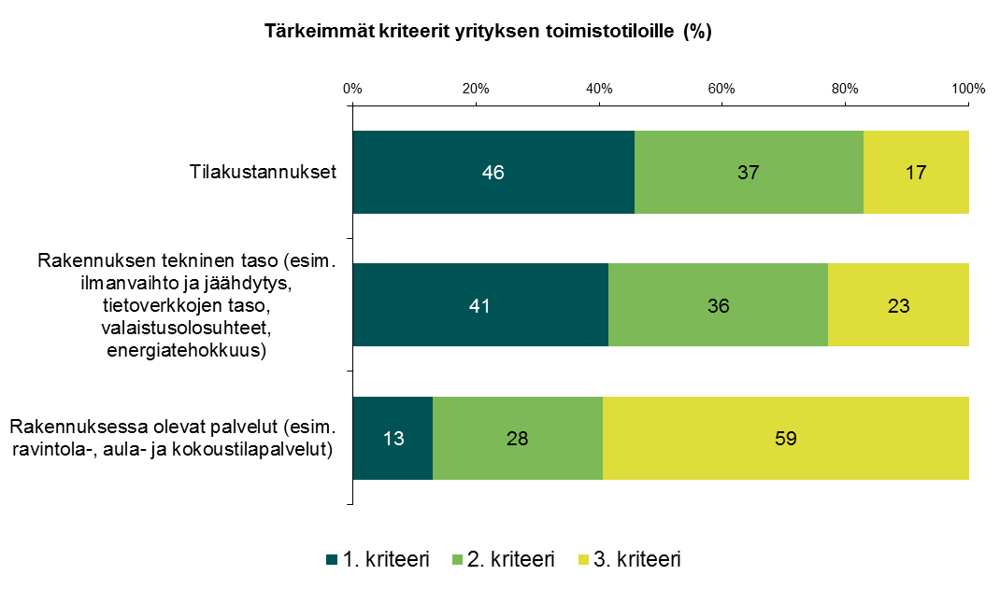 Tärkeimmät kriteerit yrityksen toimistotiloille (%)
0% 20% 40% 60% 80% 100%
Tilakustannukset
46 37 17
Rakennuksen tekninen taso (esim.
ilmanvaihto ja jäähdytys,
tietoverkkojen taso,
valaistusolosuhteet,
energiatehokkuus)
41 36 23
Rakennuksessa olevat palvelut (esim.
ravintola-, aula- ja kokoustilapalvelut)
13 28 59
1. kriteeri 2. kriteeri 3. kriteeri